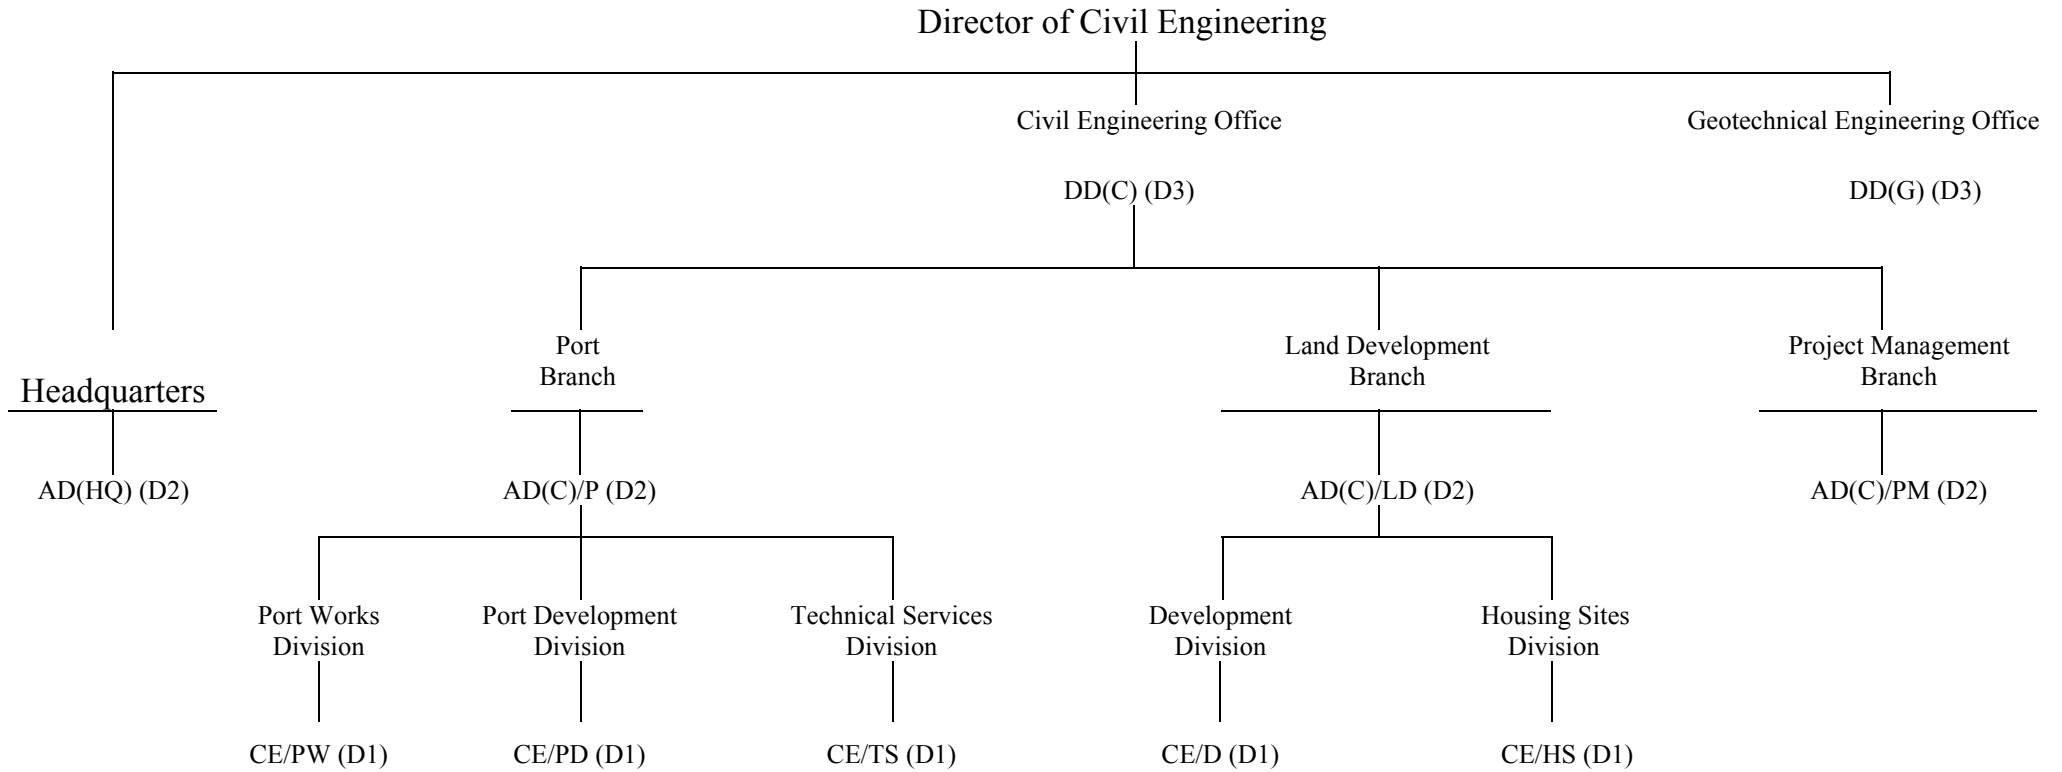 Director of Civil Engineering
Civil Engineering Office
Geotechnical Engineering Office
DD(C) (D3)
DD(G) (D3)
Headquarters
Port
Branch
Land Development
Branch
Project Management
Branch
AD(HQ) (D2)
AD(C)/P (D2)
AD(C)/LD (D2)
AD(C)/PM (D2)
Port Works
Division
Port Development
Division
Technical Services
Division
Development
Division
Housing Sites
Division
CE/PW (D1)
CE/PD (D1)
CE/TS (D1)
CE/D (D1)
CE/HS (D1)